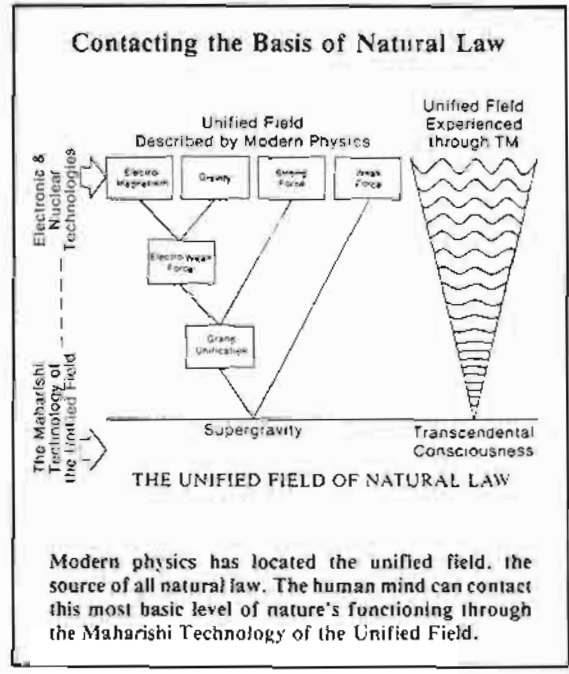 Contacting the Basis of Natural Law
Unified Field
Described by Modern Physics
Unified Field
Experienced
through TM
Electronic &
Nuclear
Technologies
Electro
Magnetism
Gravity
Strong
Force
Weak
Force
Electro-Weak
Force
Grand
Unification
The Maharishi
Technology of
the Unified Field
Supergravity
Transcendental
Consciousness
THE UNIFIED FIELD OF NATURAL LAW
Modern physics has located the unified field, the
source of all natural law. The human mind can contact
this most basic level of nature's functioning through
the Maharishi Technology of the Unified Field.